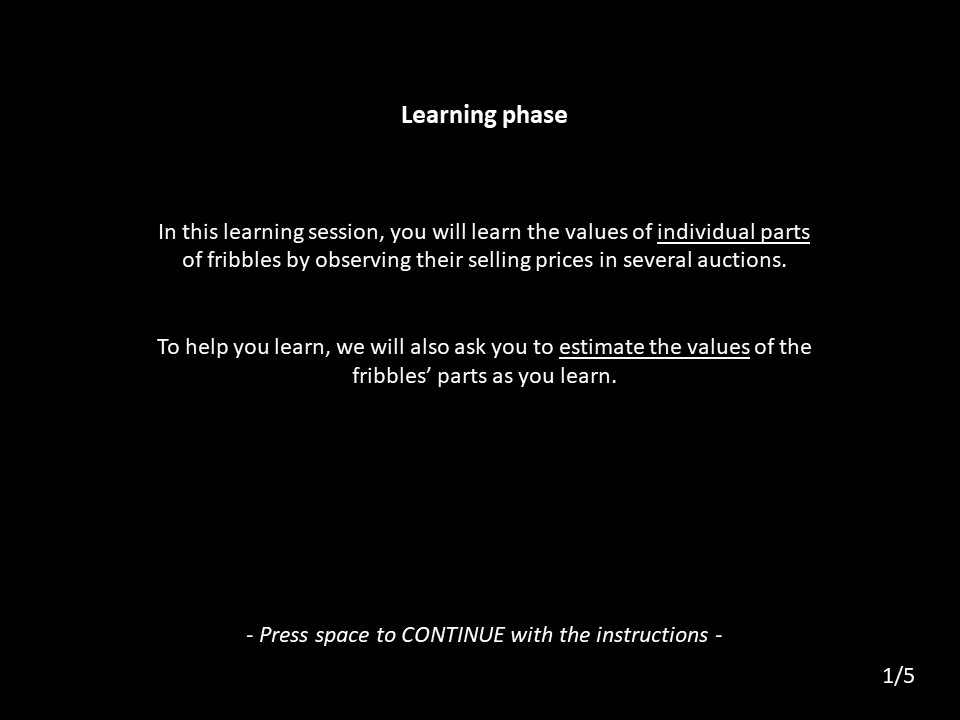 Learning phase
In this learning session, you will learn the values of individual parts
of fribbles by observing their selling prices in several auctions.
To help you learn, we will also ask you to estimate the values of the
fribbles’ parts as you learn.
- Press space to CONTINUE with the instructions -
1/5